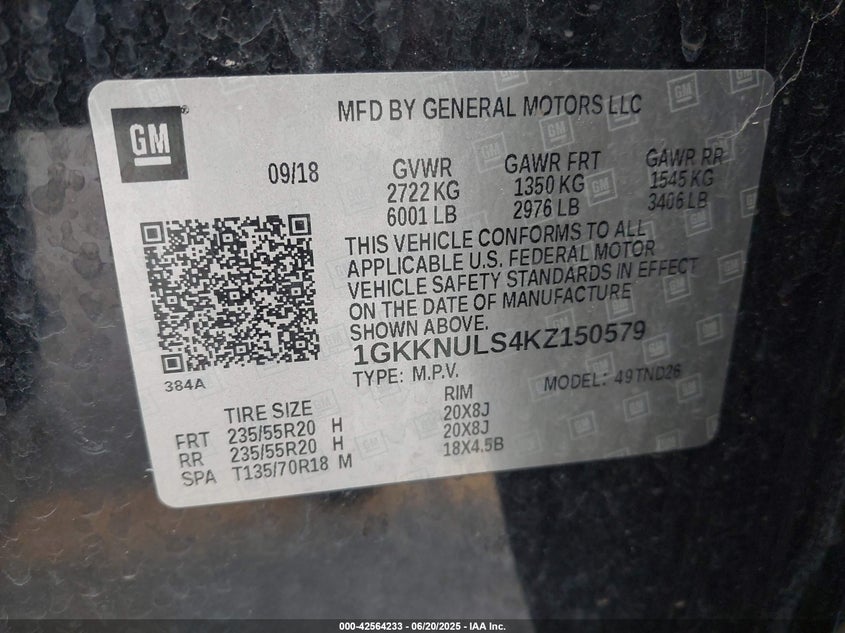 GM
MFD BY GENERAL MOTORS LLC
09/18
GVWR GAWR FRT GAWR RR
2722 KG 1350 KG 1545 KG
6001 LB 2976 LB 3406 LB
THIS VEHICLE CONFORMS TO ALL
APPLICABLE U.S. FEDERAL MOTOR
VEHICLE SAFETY STANDARDS IN EFFECT
ON THE DATE OF MANUFACTURE
SHOWN ABOVE.
1GKKNULS4KZ150579
384A
TYPE: M.P.V. MODEL: 49TND26
TIRE SIZE RIM
FRT 235/55R20 H 20X8J
RR 235/55R20 H 20X8J
SPA T135/70R18 M 18X4.5B
000-42564233 - 06/20/2025 - IAA Inc.